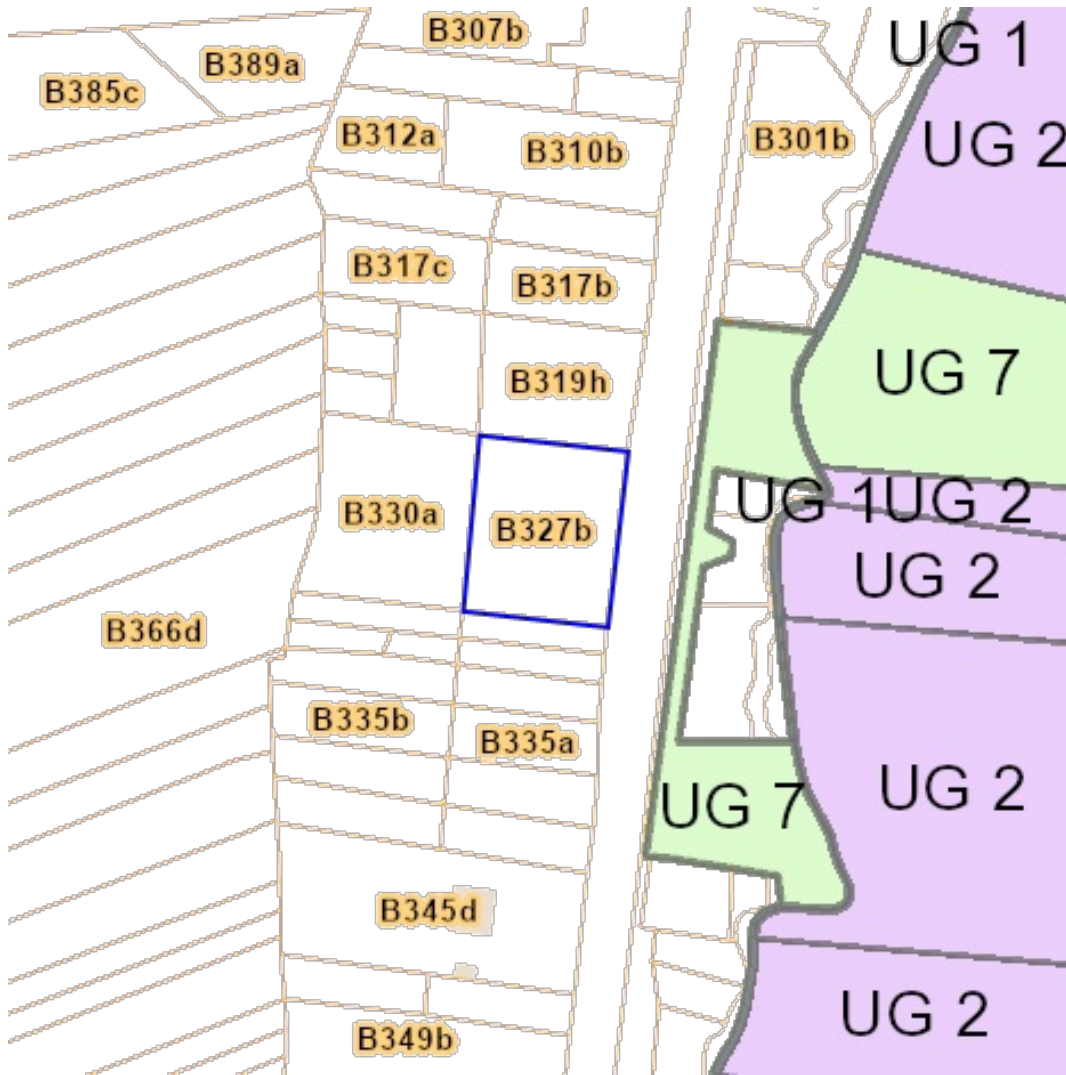 B307b
UG 1
B389a
B385c
B312a
B310b
B301b
UG 2
B317c
B317b
UG 7
B319h
UG 1UG 2
B330a
B327b
UG 2
B366d
B335b
B335a
UG 2
UG 7
B345d
UG 2
B349b